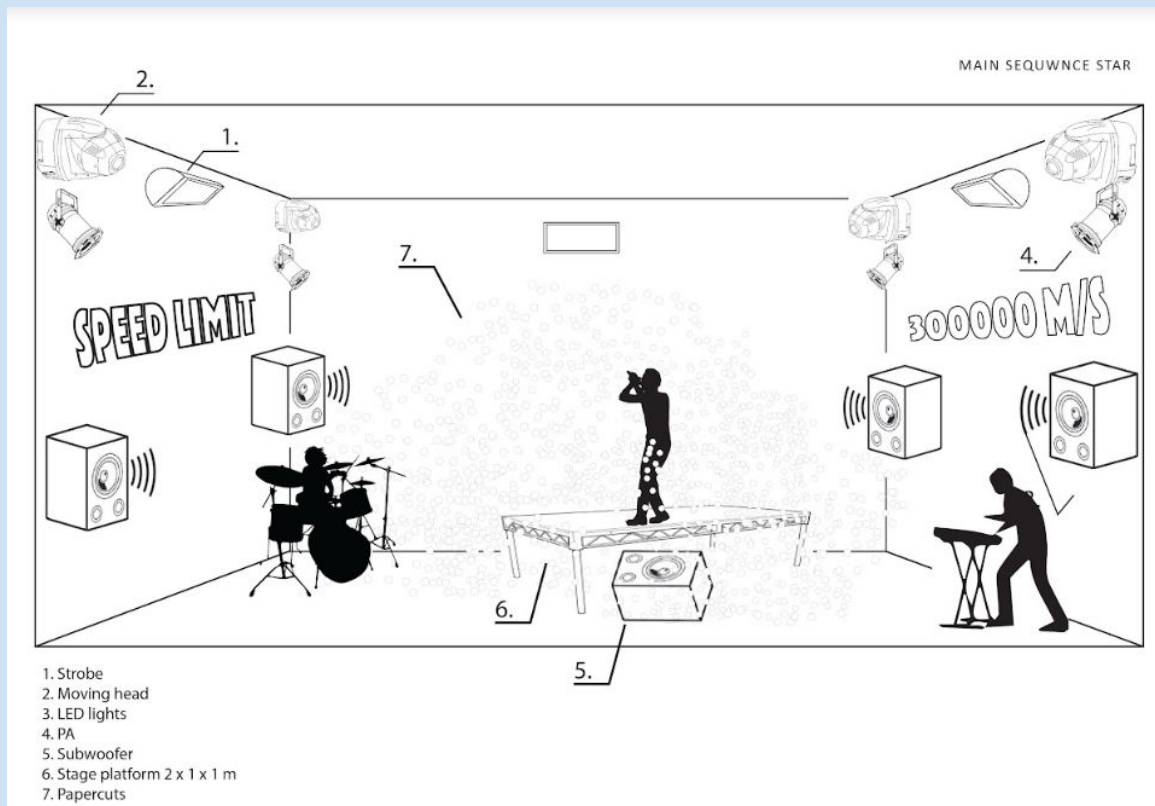 MAIN SEQUWNCE STAR
2.
1.
7.
4.
SPEED LIMIT
300000 M/S
6.
5.
1. Strobe
2. Moving head
3. LED lights
4. PA
5. Subwoofer
6. Stage platform 2 x 1 x 1 m
7. Papercuts